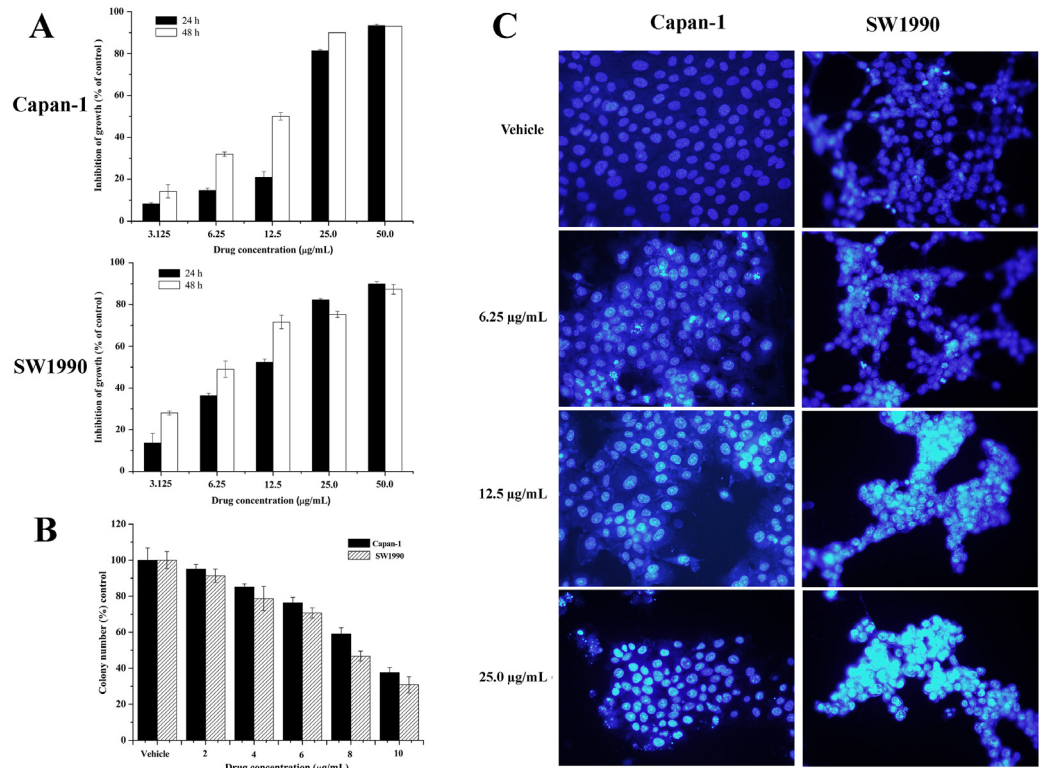 A
Capan-1
Inhibition of growth (% of control)
100
80
60
40
20
0
24 h
48 h
3.125 6.25 12.5 25.0 50.0
Drug concentration (μg/mL)
SW1990
Inhibition of growth (% of control)
100
80
60
40
20
0
24 h
48 h
3.125 6.25 12.5 25.0 50.0
Drug concentration (μg/mL)
B
Colony number (%) control
120
100
80
60
40
20
0
Capan-1
SW1990
Vehicle 2 4 6 8 10
Drug concentration (μg/mL)
C
Capan-1 SW1990
Vehicle
6.25 μg/mL
12.5 μg/mL
25.0 μg/mL